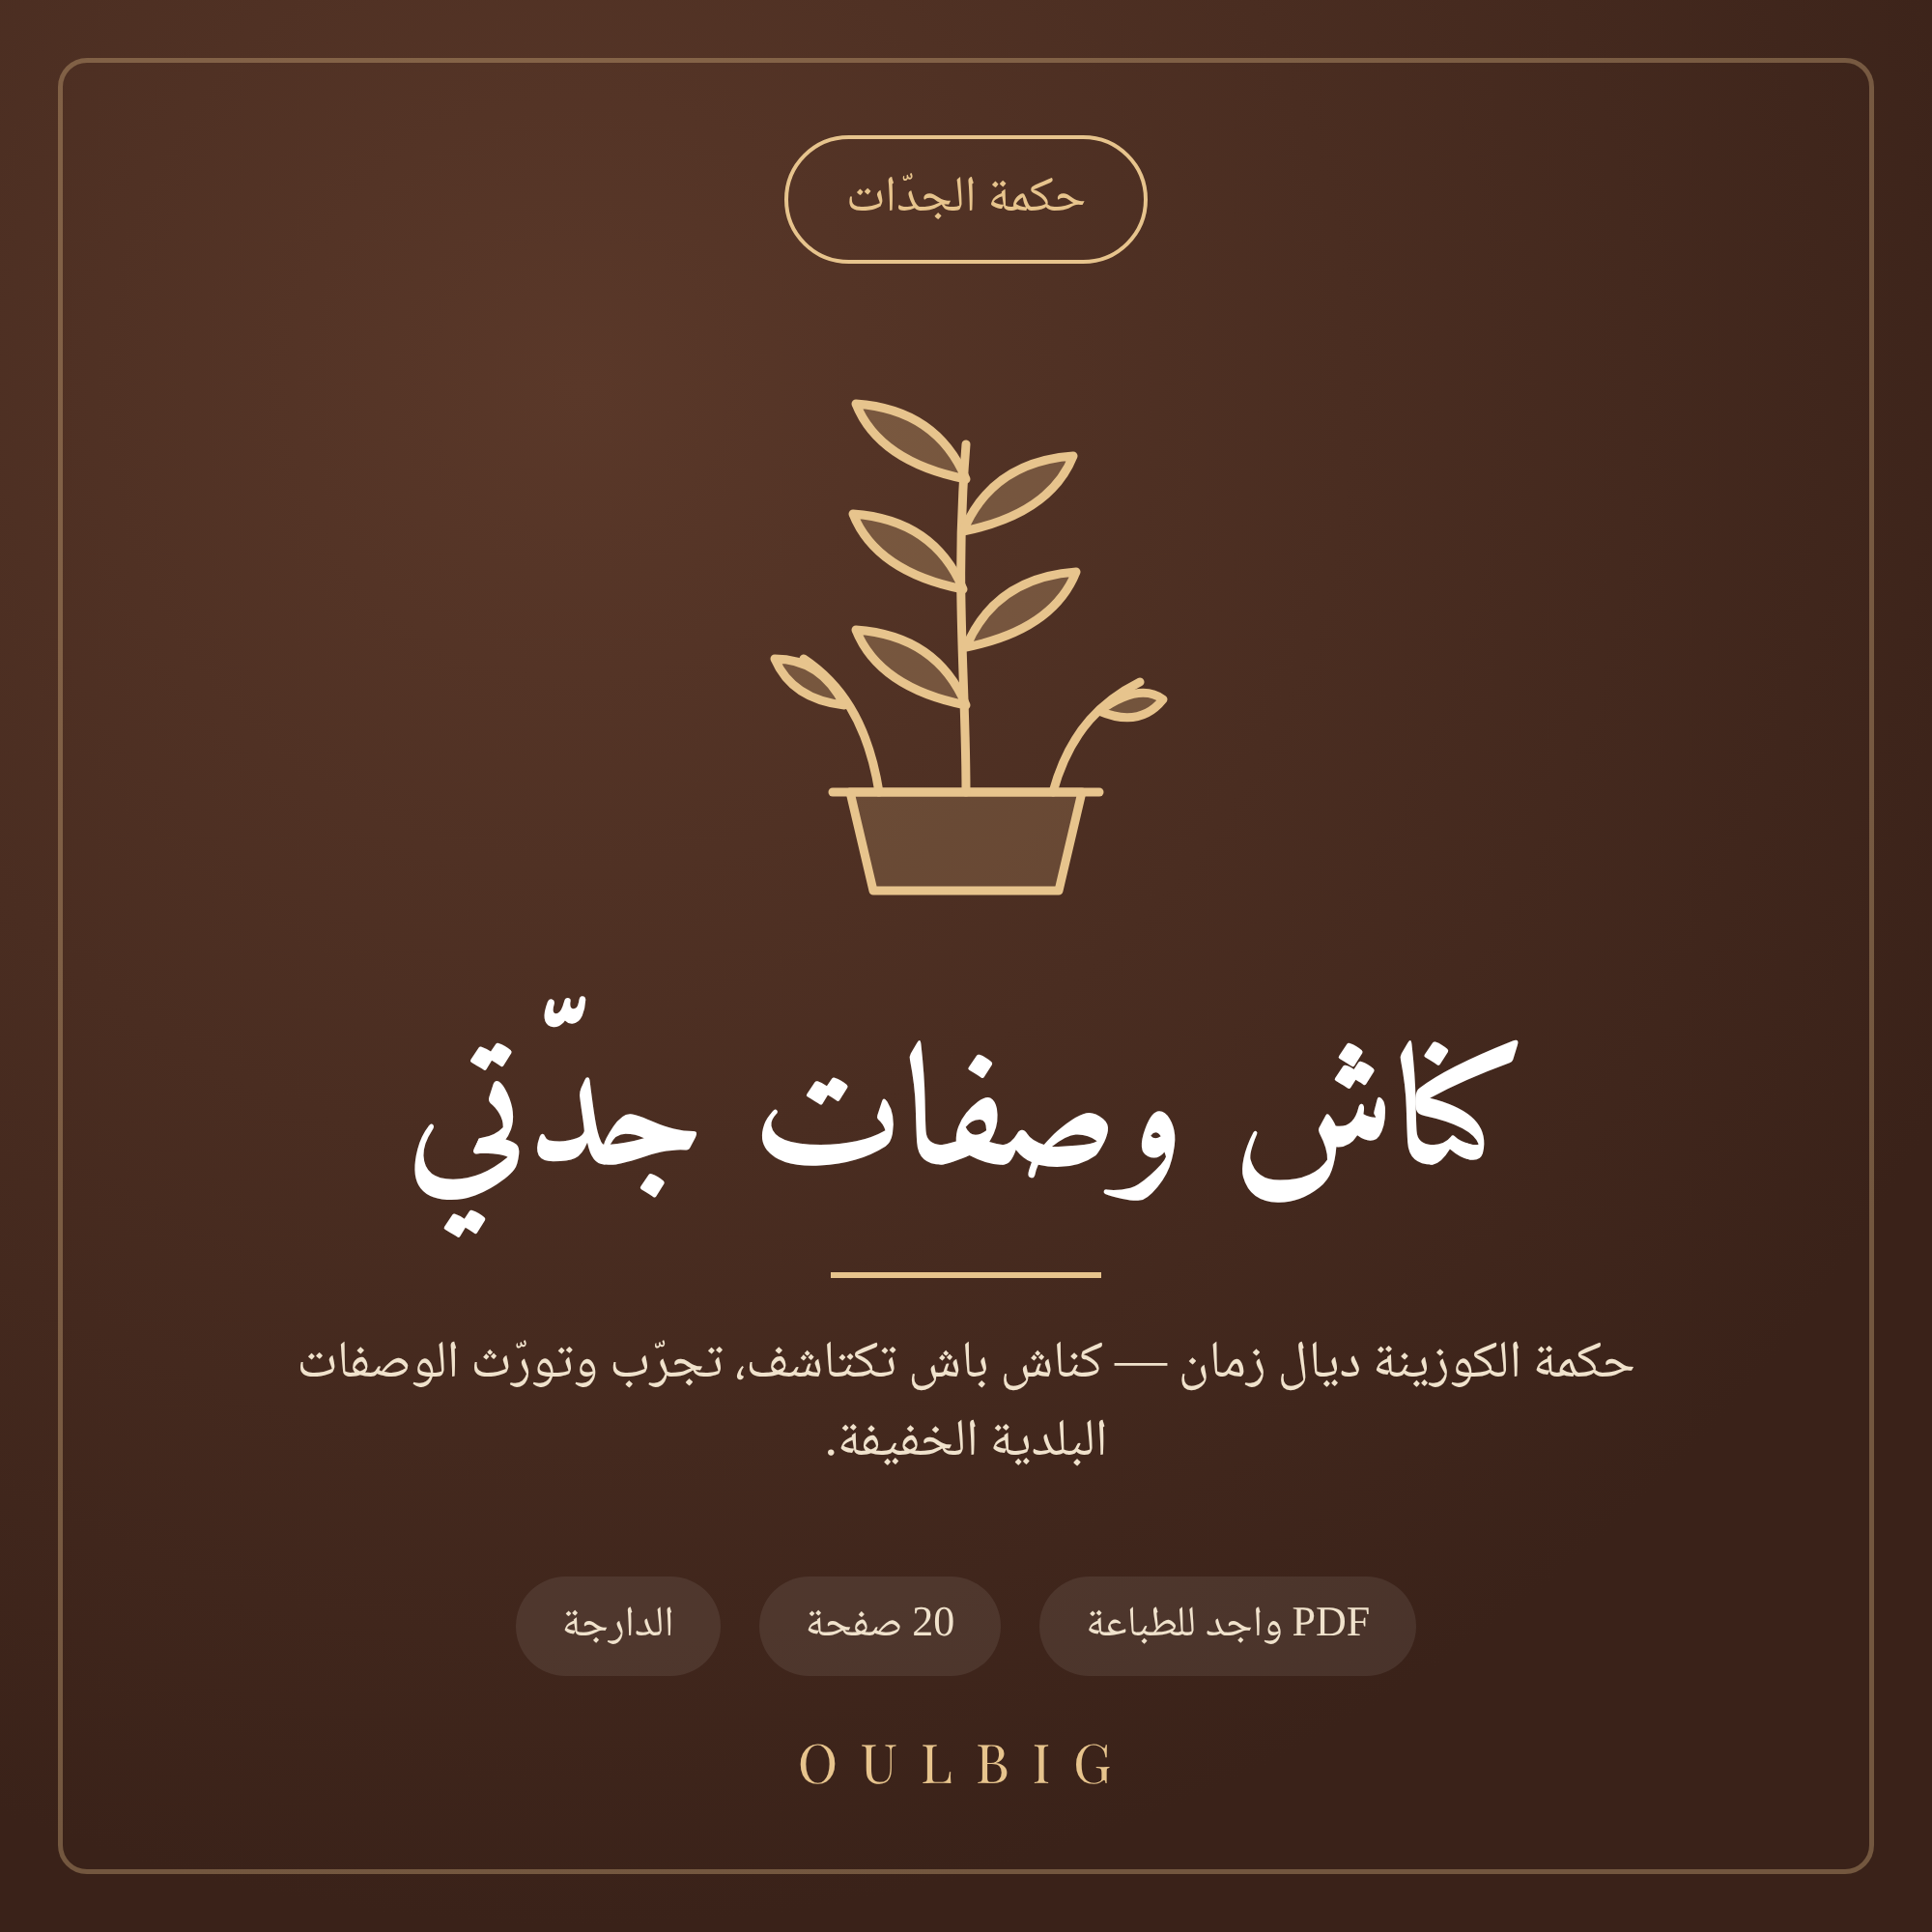 حكمة الجدّات
كناش وصفات جدّتي
حكمة الكوزينة ديال زمان — كناش باش تكتاشف، تجرّب وتورّث الوصفات
البلدية الخفيفة.
PDF واجد للطباعة
20 صفحة
الدارجة
OULBIG